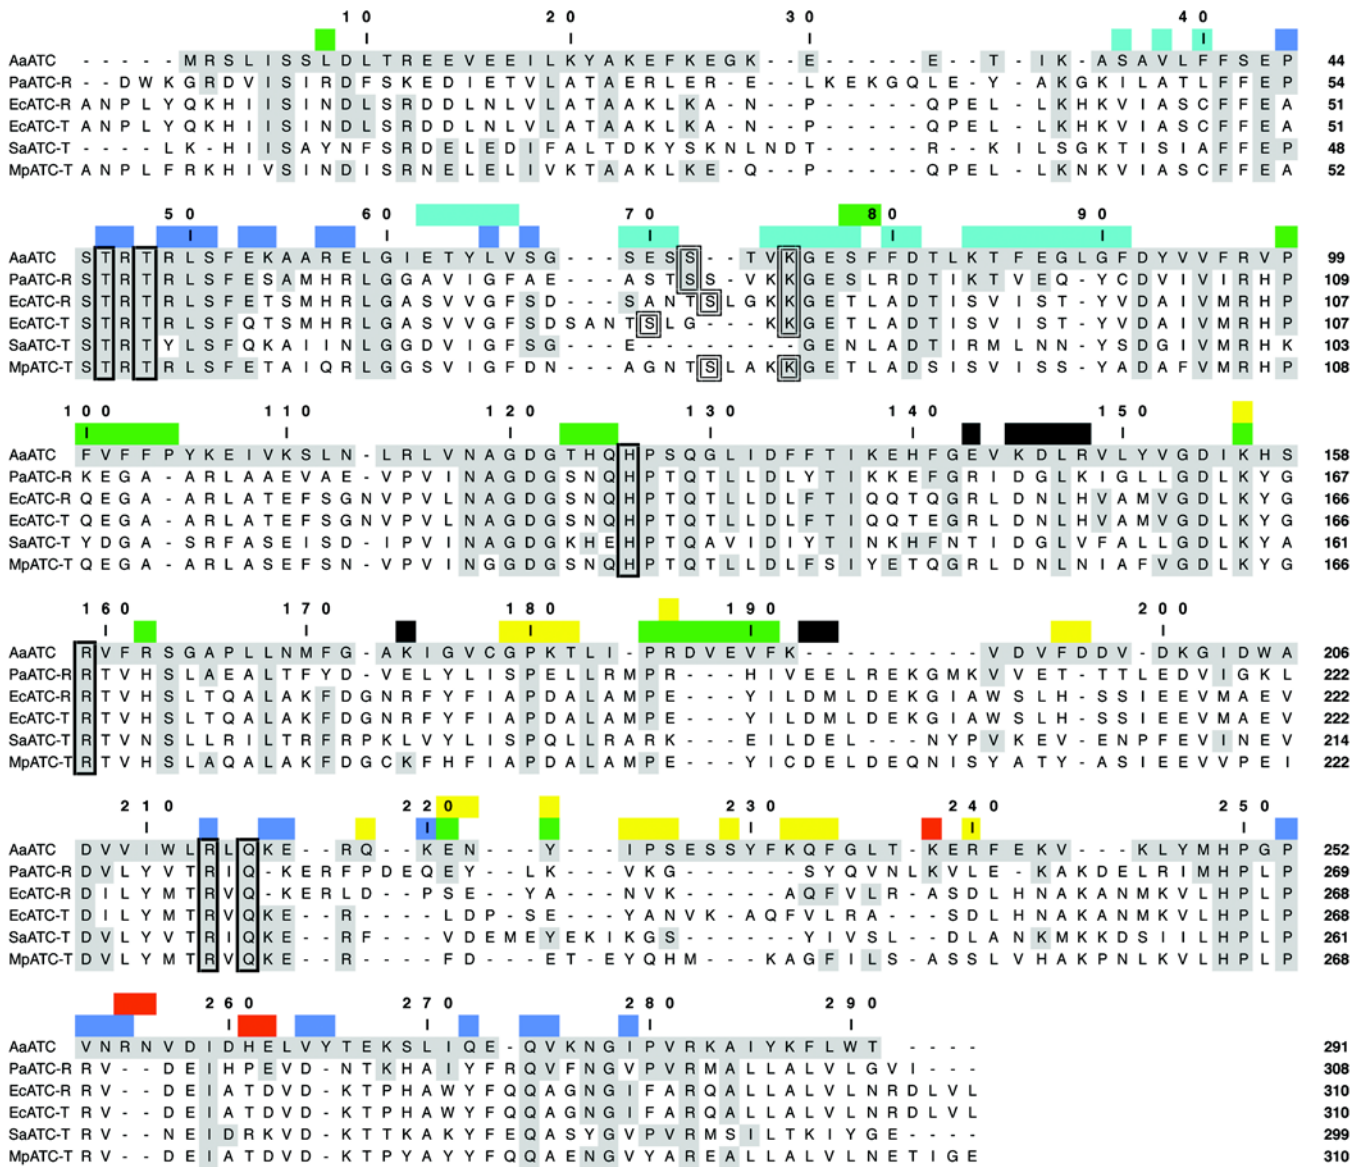 10 20 30 40
AaATC - - - - - M R S L I S S L D L T R E E V E E I L K Y A K E F K E G K - E - - - - - E - T - I K - A S A V L F F S E P 44
PaATC-R - - D W K G R D V I S I R D F S K E D I E T V L A T A E R L E R - E - - L K E K G Q L E - Y - A K G K I L A T L F F E P 54
EcATC-R A N P L Y Q K H I I S I N D L S R D D L N L V L A T A A K L K A - N - - P - - - - - Q P E L - L K H K V I A S C F F E A 51
EcATC-T A N P L Y Q K H I I S I N D L S R D D L N L V L A T A A K L K A - N - - P - - - - - Q P E L - L K H K V I A S C F F E A 51
SaATC-T - - - - L K - H I I S A Y N F S R D E L E D I F A L T D K Y S K N L N D T - - - - - R - - K I L S G K T I S I A F F E P 48
MpATC-T A N P L F R K H I V S I N D I S R N E L E L I V K T A A K L K E - Q - - P - - - - - Q P E L - L K N K V I A S C F F E A 52
50 60 70 80 90
AaATC S T R T R L S F E K A A R E L G I E T Y L V S G - - - S E S S - T V K G E S F F D T L K T F E G L G F D Y V V F R V P 99
PaATC-R S T R T R L S F E S A M H R L G G A V I G F A E - - - A S T S S - V K K G E S L R D T I K T V E Q - Y C D V I V I R H P 109
EcATC-R S T R T R L S F E T S M H R L G A S V V G F S D - - - S A N T S L G K K G E T L A D T I S V I S T - Y V D A I V M R H P 107
EcATC-T S T R T R L S F Q T S M H R L G A S V V G F S D S A N T S L G - - - K K G E T L A D T I S V I S T - Y V D A I V M R H P 107
SaATC-T S T R T Y L S F Q K A I I N L G G D V I G F S G - - - E - - - - - - - - G E N L A D T I R M L N N - Y S D G I V I R H K 103
MpATC-T S T R T R L S F E T A I Q R L G G S V I G F D N - - - A G N T S L A K K G E T L A D S I S V I S S - Y A D A F V M R H P 108
100 110 120 130 140 150
AaATC F V F F P Y K E I V K S L N - L R L V N A G D G T H Q H P S Q G L I D F F T I K E H F G E V K D L R V L Y V G D I K H S 158
PaATC-R K E G A - A R L A A E V A E - V P V I N A G D G S N Q H P T Q T L L D L Y T I K K E F G R I D G L K I G L L G D L K Y G 167
EcATC-R Q E G A - A R L A T E F S G N V P V L N A G D G S N Q H P T Q T L L D L F T I Q Q T Q G R L D N L H V A M V G D L K Y G 166
EcATC-T Q E G A - A R L A T E F S G N V P V L N A G D G S N Q H P T Q T L L D L F T I Q Q T E G R L D N L H V A M V G D L K Y G 166
SaATC-T Y D G A - S R F A S E I S D - I P V I N A G D G K H E H P T Q A V I D I Y T I N K H F N T I D G L V F A L L G D L K Y A 161
MpATC-T Q E G A - A R L A S E F S N - V P V I N G G D G S N Q H P T Q T L L D L F S I Y E T Q G R L D N L N I A F V G D L K Y G 166
160 170 180 190 200
AaATC R V F R S G A P L L N M F G - A K I G V C G P K T L I - P R D V E V F K - - - - - - - - - V D V F D D V - D K G I D W A 206
PaATC-R R T V H S L A E A L T F Y D - V E L Y L I S P E L L R M P R - - - H I V E E L R E K G M K V V E T - T T L E D V I G K L 222
EcATC-R R T V H S L T Q A L A K F D G N R F Y F I A P D A L A M P E - - - Y I L D M L D E K G I A W S L H - S S I E E V M A E V 222
EcATC-T R T V H S L T Q A L A K F D G N R F Y F I A P D A L A M P E - - - Y I L D M L D E K G I A W S L H - S S I E E V M A E V 222
SaATC-T R T V N S L L R I L T R F R P K L V Y L I S P Q L L R A R K - - - E I L D E L - - - N Y P V K E V - E N P F E V I N E V 214
MpATC-T R T V H S L A Q A L A K F D G C K F H F I A P D A L A M P E - - - Y I C D E L D E Q N I S Y A T Y - A S I E E V V P E I 222
210 220 230 240 250
AaATC D V V I W L R L Q K E - - R Q - - K E N - - - Y - - - I P S E S S Y F K Q F G L T - K E R F E K V - - - K L Y M H P G P 252
PaATC-R D V L Y V T R I Q - K E R F P D E Q E Y - - L K - - - V K G - - - - - S Y Q V N L K V L E - K A K D E L R I M H P L P 269
EcATC-R D I L Y M T R V Q - K E R L D - - P S E - - Y A - - - N V K - - - - A Q F V L R - A S D L H N A K A N M K V L H P L P 268
EcATC-T D I L Y M T R V Q K E - - R - - - - L D P - S E - - - Y A N V K - A Q F V L R A - - - S D L H N A K A N M K V L H P L P 268
SaATC-T D V L Y V T R I Q K E - - R F - - - V D E M E Y E K I K G S - - - - - Y I V S L - - D L A N K M K K D S I I L H P L P 261
MpATC-T D V L Y M T R V Q K E - - R - - - - F D - - - E T - E Y Q H M - - K A G F I L S - A S S L V H A K P N L K V L H P L P 268
260 270 280 290
AaATC V N R N V D I D H E L V Y T E K S L I Q E - Q V K N G I P V R K A I Y K F L W T - - - - 291
PaATC-R R V - - D E I H P E V D - N T K H A I Y F R Q V F N G V P V R M A L L A L V L G V I - - - 308
EcATC-R R V - - D E I A T D V D - K T P H A W Y F Q Q A G N G I F A R Q A L L A L V L N R D L V L 310
EcATC-T R V - - D E I A T D V D - K T P H A W Y F Q Q A G N G I F A R Q A L L A L V L N R D L V L 310
SaATC-T R V - - N E I D R K V D - K T T K A K Y F E Q A S Y G V P V R M S I L T K I Y G E - - - 299
MpATC-T R V - - D E I A T D V D - K T P Y A Y Y F Q Q A E N G V Y A R E A L L A L V L N E T I G E 310